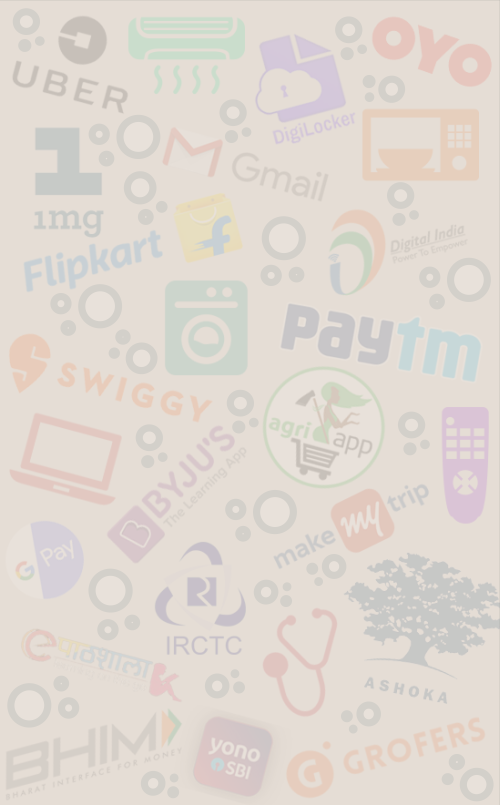 UBER
OYO
DigiLocker
1mg
Gmail
Digital India
Power To Empower
Flipkart
paytm
SWIGGY
agri app
BYJU'S
The Learning App
G Pay
make my trip
IRCTC
ई पाठशाला
ASHOKA
BHIM
BHARAT INTERFACE FOR MONEY
yono
SBI
GROFERS